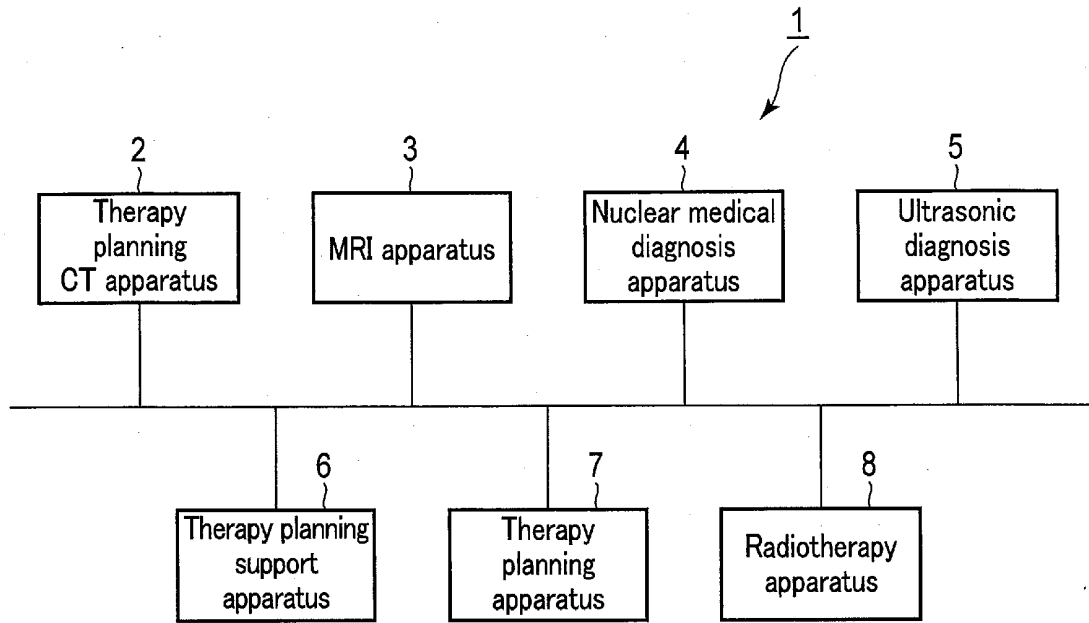 1
2
3
4
5
Therapy
planning
CT apparatus
MRI apparatus
Nuclear medical
diagnosis
apparatus
Ultrasonic
diagnosis
apparatus
6
7
8
Therapy planning
support
apparatus
Therapy
planning
apparatus
Radiotherapy
apparatus